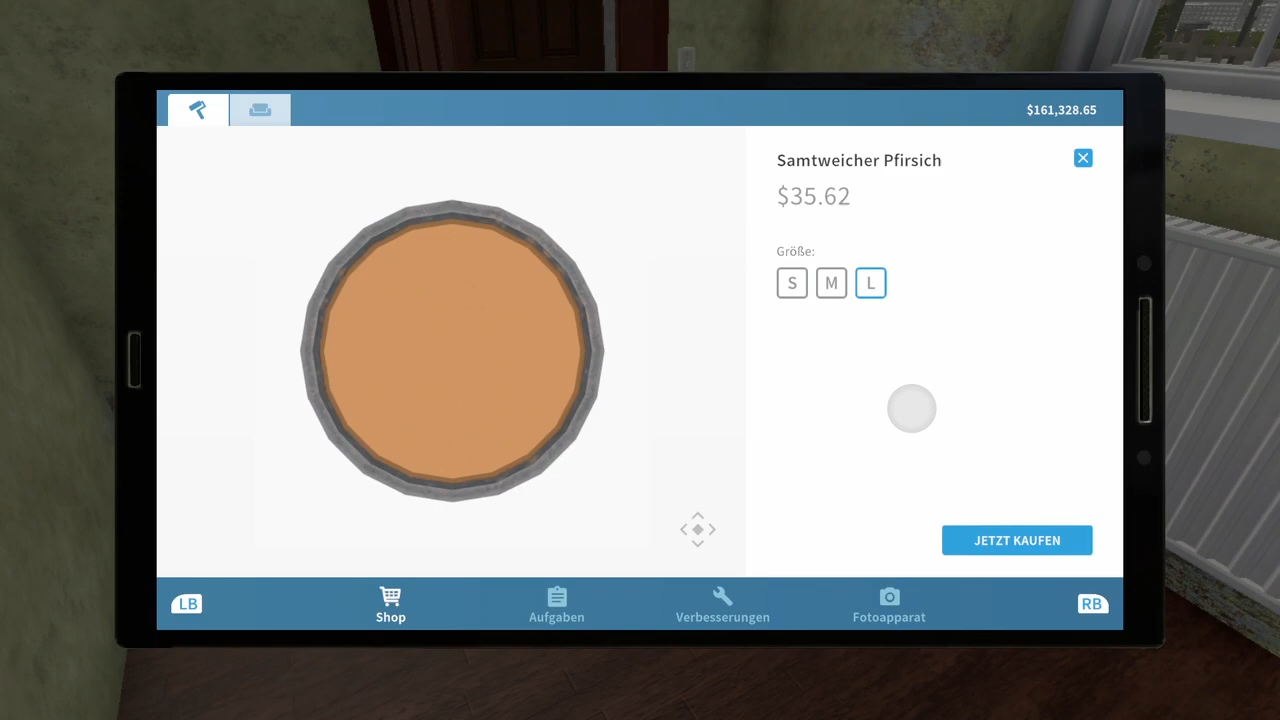 $161,328.65
Samtweicher Pfirsich
$35.62
Größe:
S M L
JETZT KAUFEN
LB
Shop
Aufgaben
Verbesserungen
Fotoapparat
RB